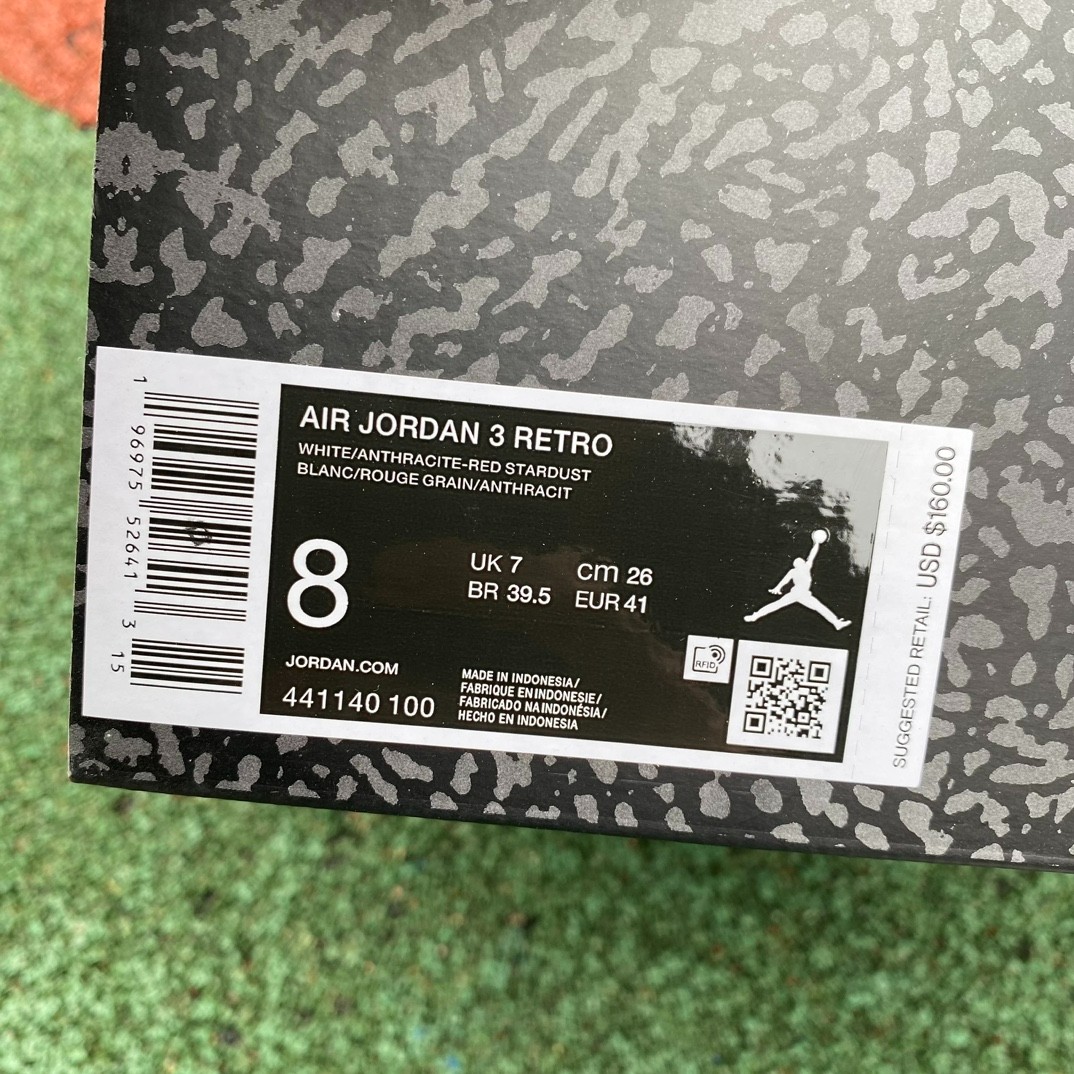 AIR JORDAN 3 RETRO
WHITE/ANTHRACITE-RED STARDUST
BLANC/ROUGE GRAIN/ANTHRACIT
8
UK 7
cm 26
BR 39.5
EUR 41
JORDAN.COM
441140 100
MADE IN INDONESIA/
FABRIQUE EN INDONESIE/
FABRICADO NA INDONÉSIA/
HECHO EN INDONESIA
RFID
1 96975 52641 3 15
SUGGESTED RETAIL: USD $160.00